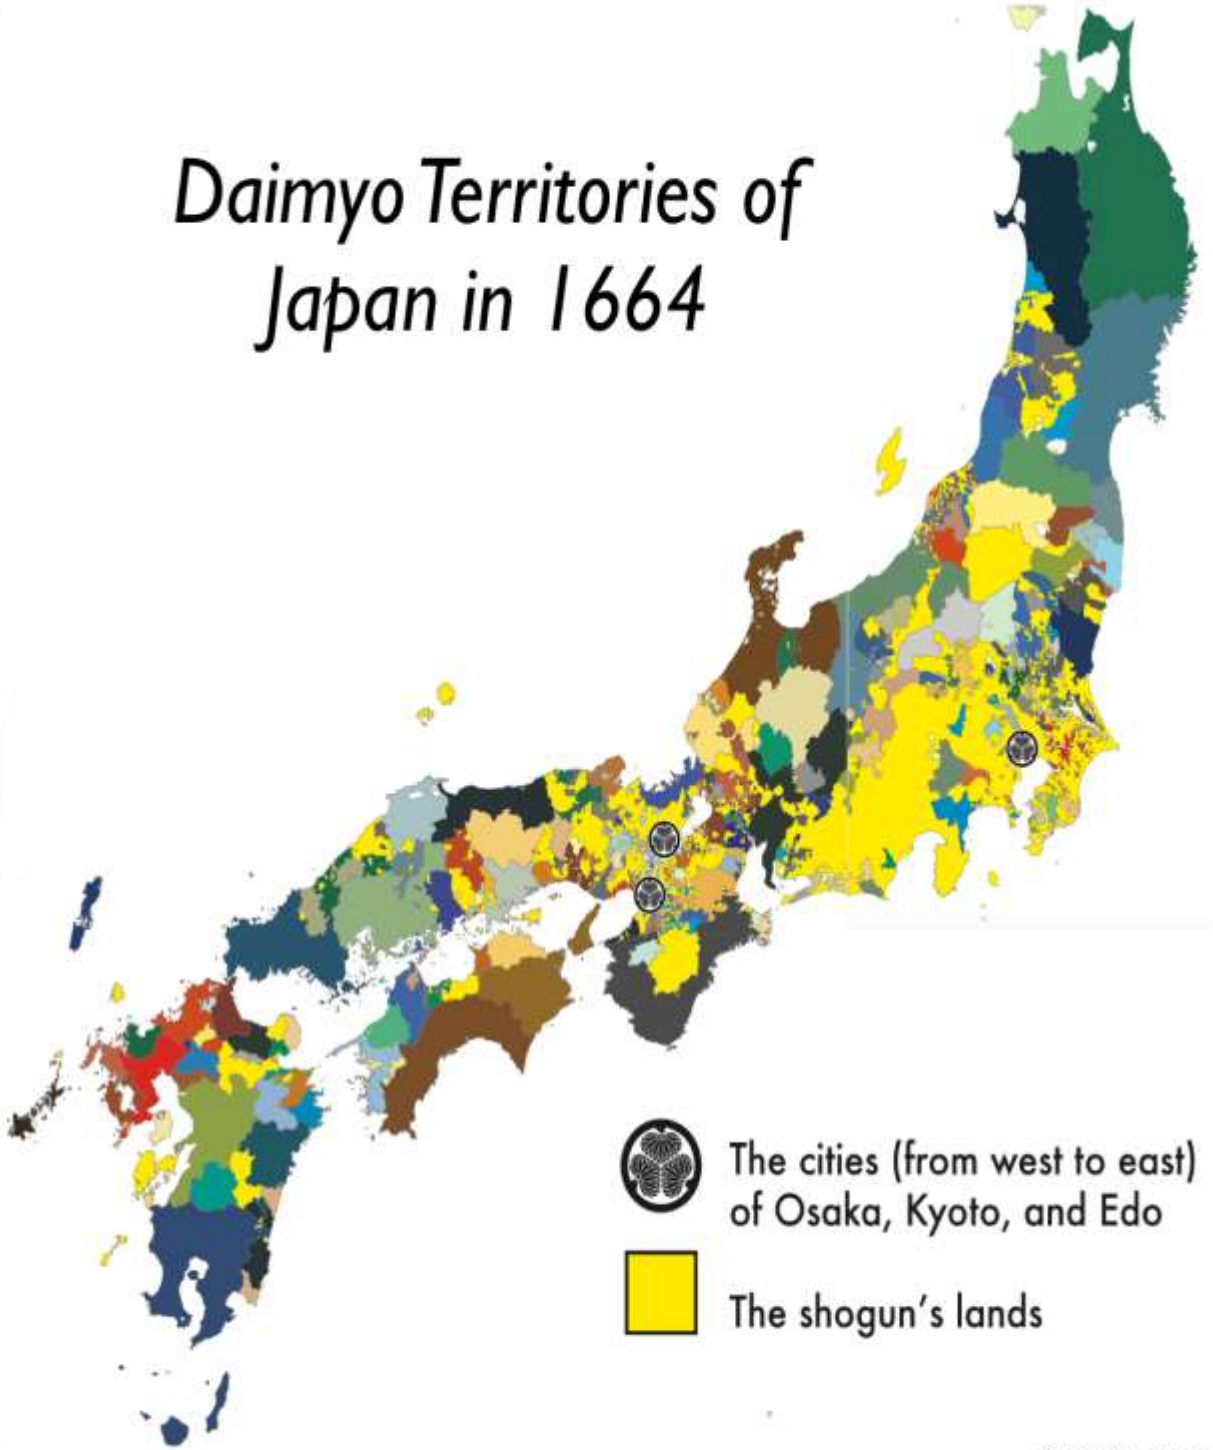 Daimyo Territories of
Japan in 1664
The cities (from west to east)
of Osaka, Kyoto, and Edo
The shogun's lands